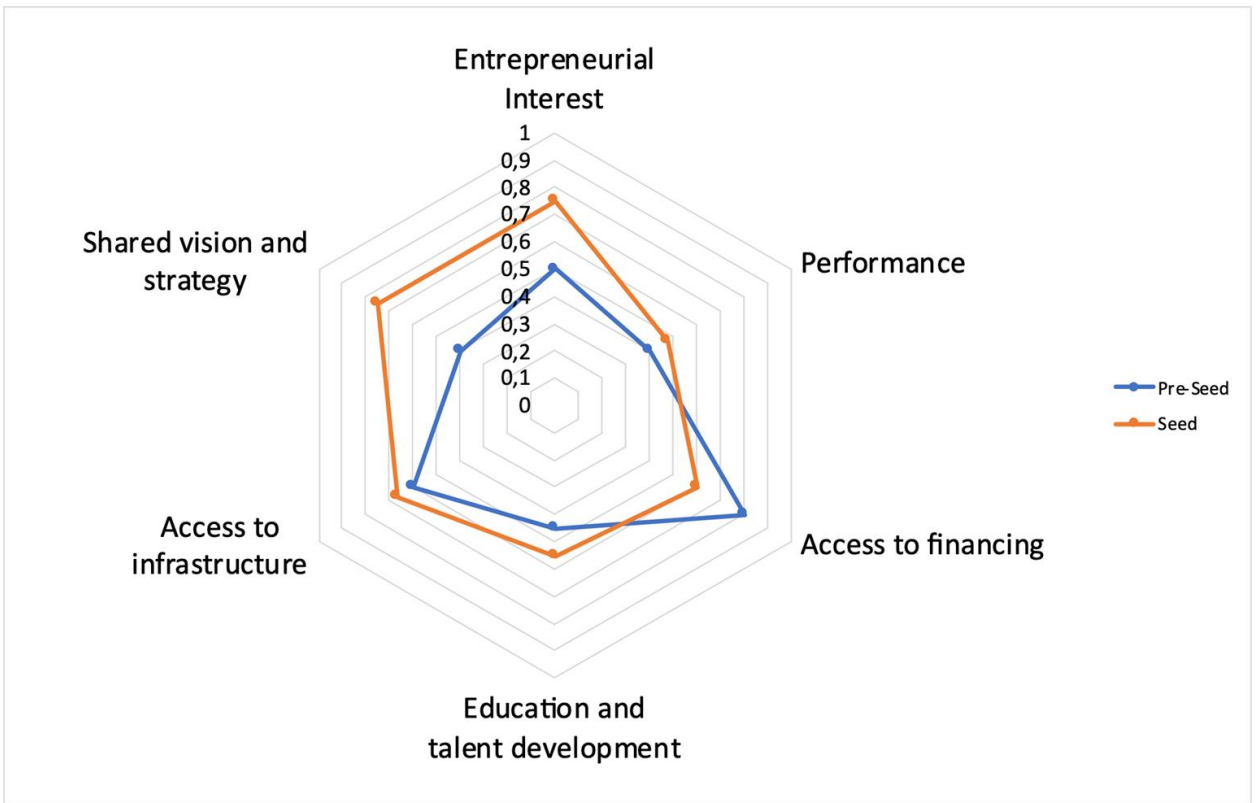 Entrepreneurial
Interest
1
0,9
0,8
0,7
0,6
0,5
0,4
0,3
0,2
0,1
0
Shared vision and
strategy
Performance
Pre-Seed
Seed
Access to
infrastructure
Access to financing
Education and
talent development